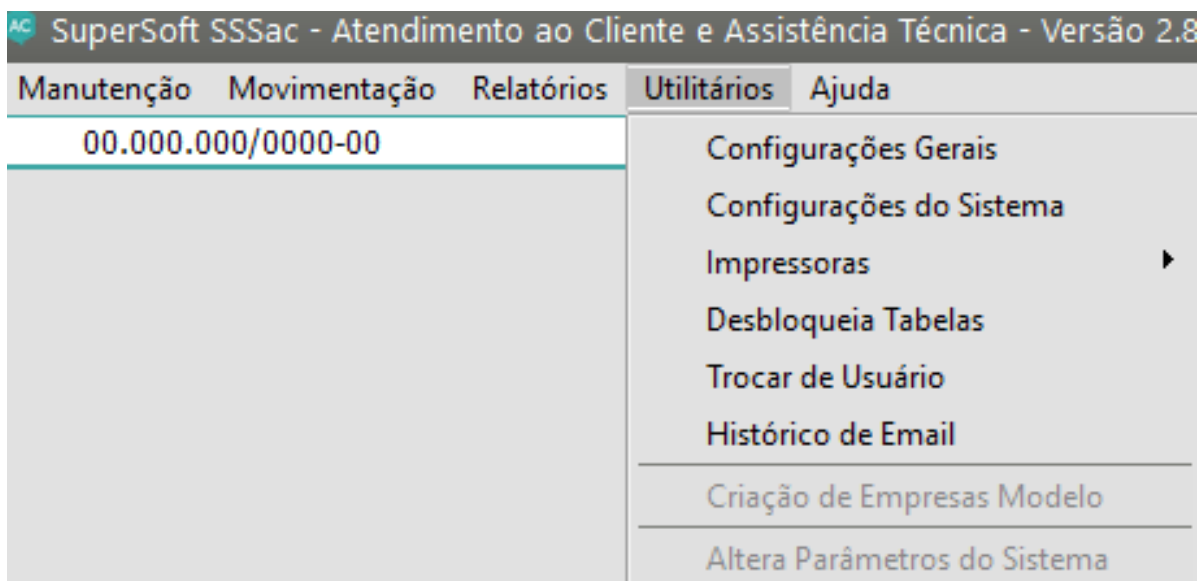 AC SuperSoft SSSac - Atendimento ao Cliente e Assistência Técnica - Versão 2.8
Manutenção Movimentação Relatórios Utilitários Ajuda
00.000.000/0000-00
Configurações Gerais
Configurações do Sistema
Impressoras
Desbloqueia Tabelas
Trocar de Usuário
Histórico de Email
Criação de Empresas Modelo
Altera Parâmetros do Sistema